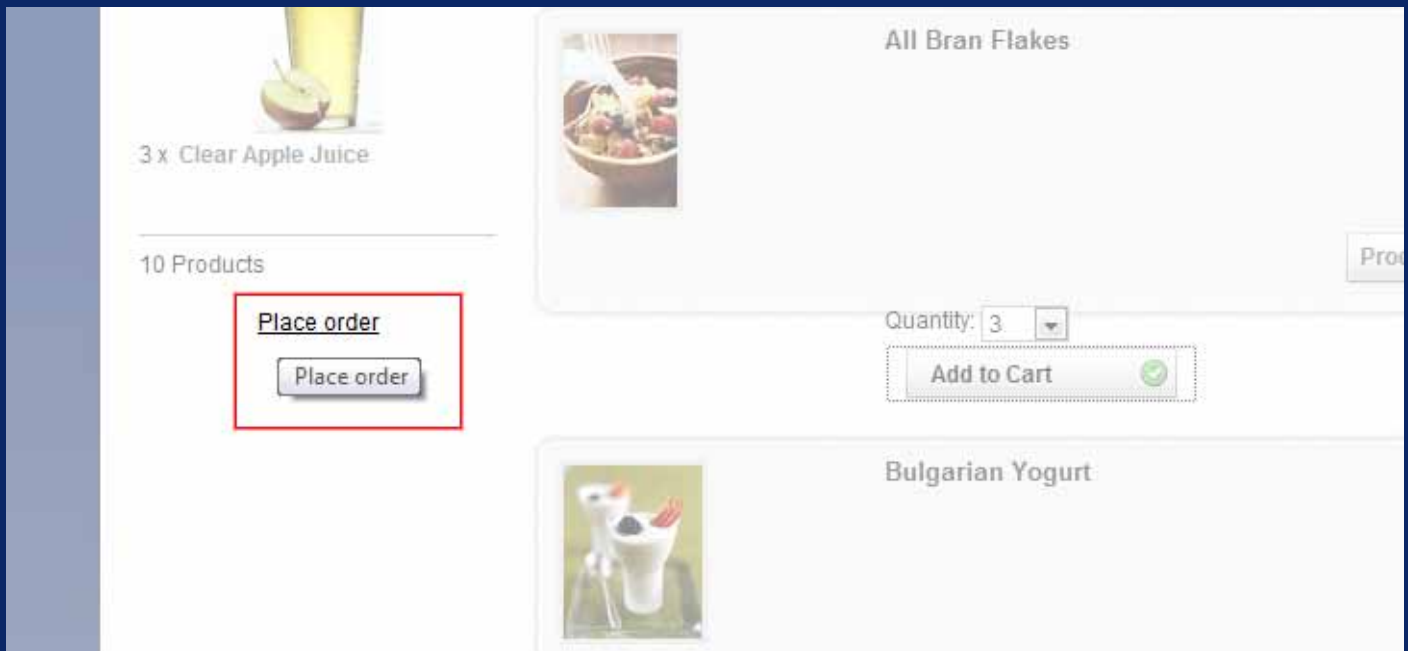 3 x Clear Apple Juice
10 Products
Place order
Place order
All Bran Flakes
Quantity: 3
Add to Cart
Bulgarian Yogurt